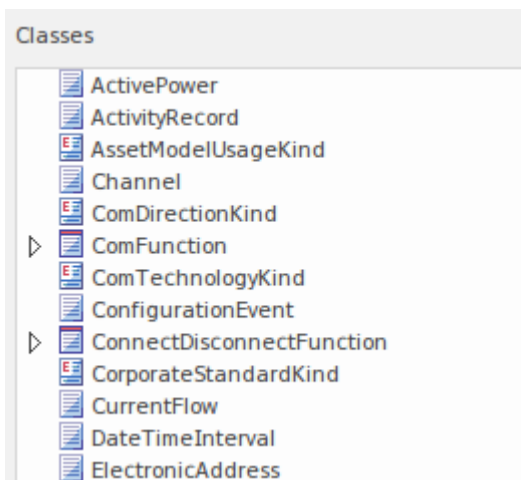 Classes
ActivePower
ActivityRecord
AssetModelUsageKind
Channel
ComDirectionKind
ComFunction
ComTechnologyKind
ConfigurationEvent
ConnectDisconnectFunction
CorporateStandardKind
CurrentFlow
DateTimeInterval
ElectronicAddress